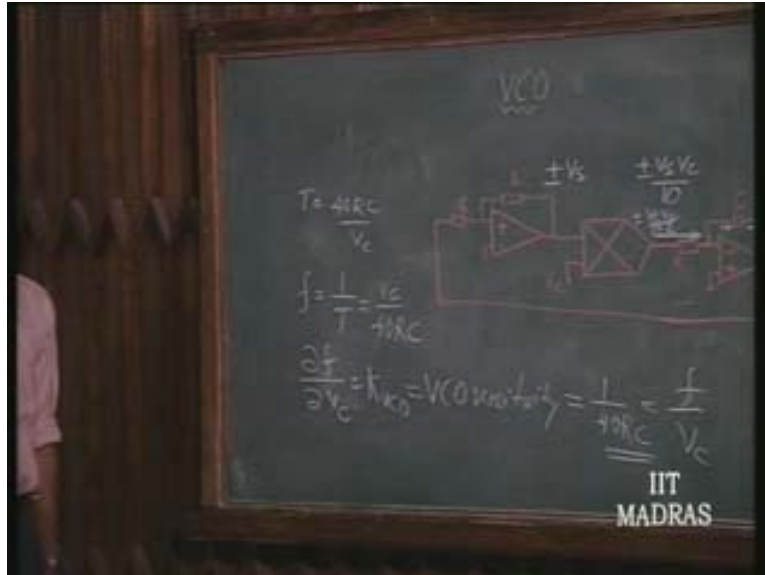 VCO
±Vs
±VsVc/10
T = 40RC/Vc
f = 1/T = Vc/40RC
∂f/∂Vc = KVCO = VCO sensitivity = 1/40RC = f/Vc
IIT
MADRAS